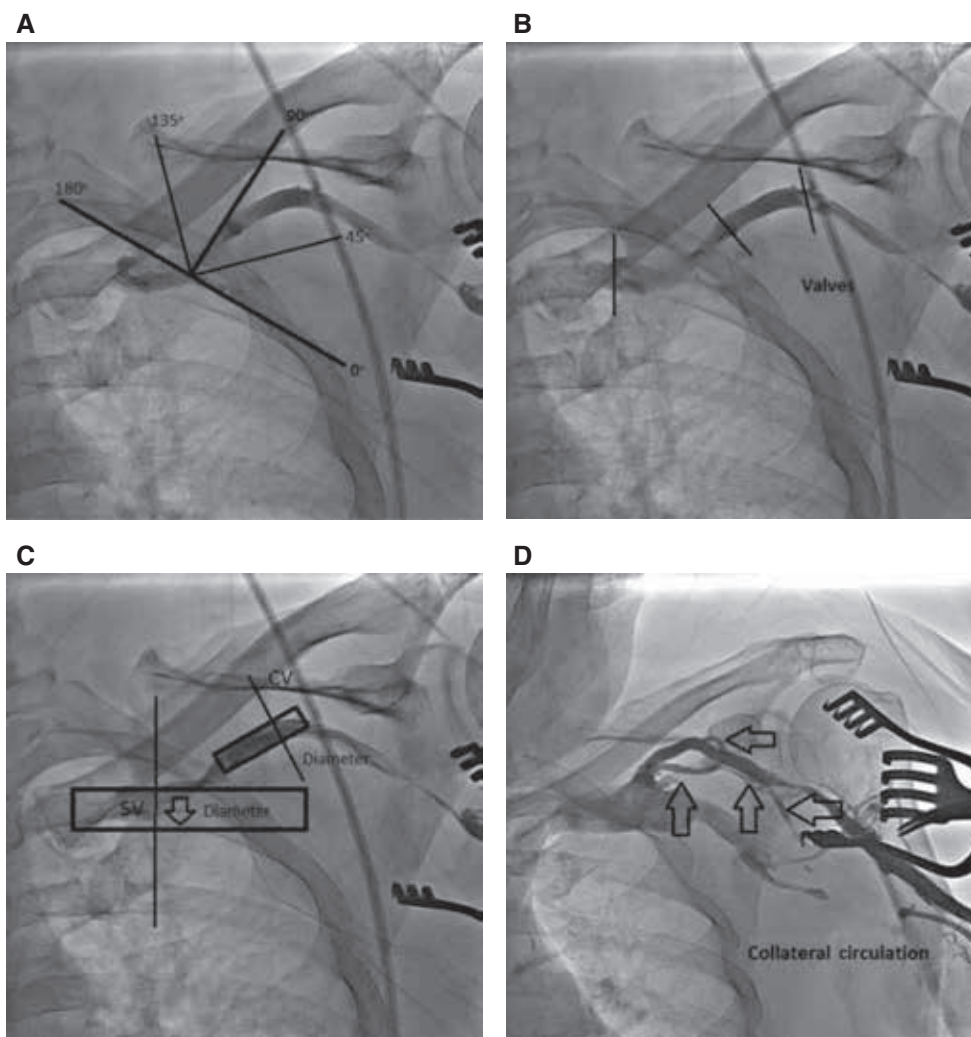 A
B
135°
90°
180°
45°
0°
Valves
C
D
CV
Diameter
SV
Diameter
Collateral circulation